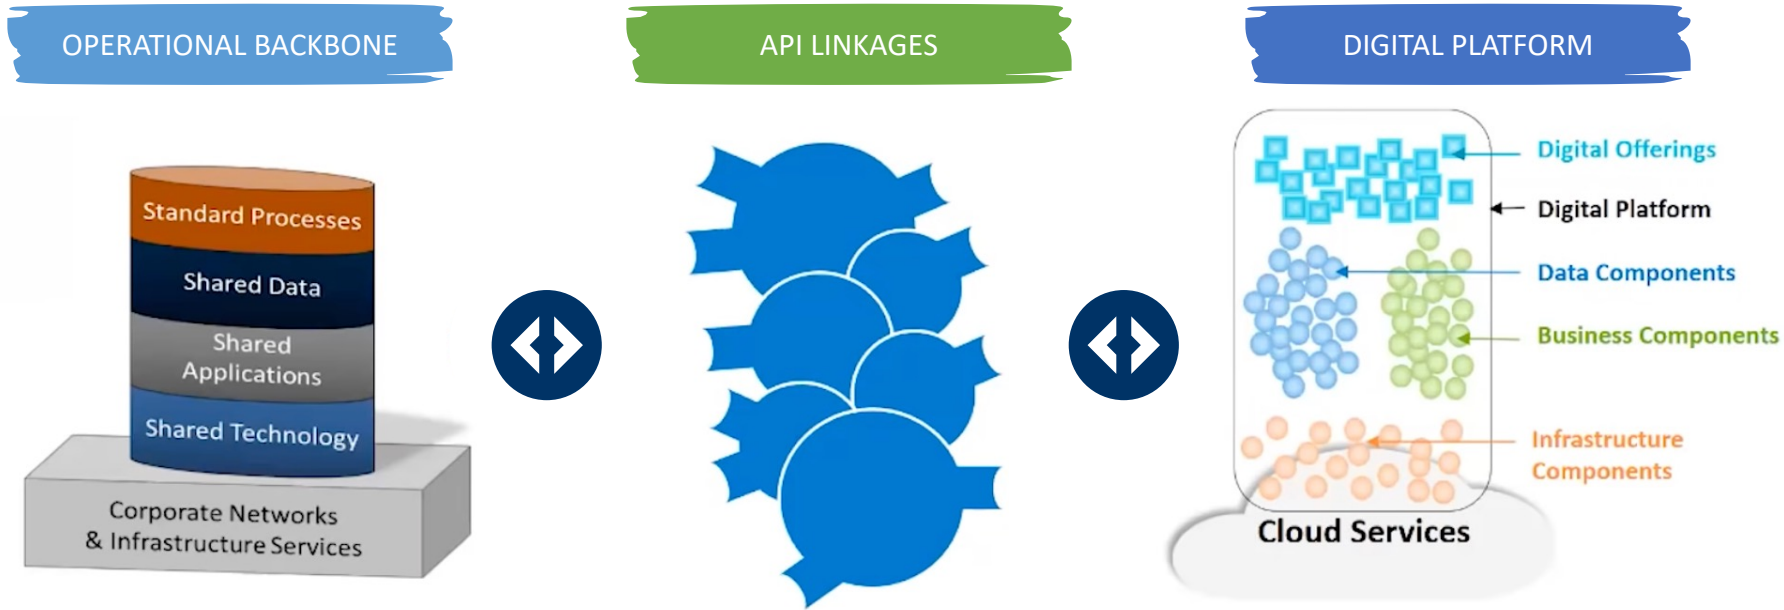 OPERATIONAL BACKBONE
API LINKAGES
DIGITAL PLATFORM
Standard Processes
Shared Data
Shared
Applications
Shared Technology
Corporate Networks
& Infrastructure Services
Digital Offerings
Digital Platform
Data Components
Business Components
Infrastructure
Components
Cloud Services